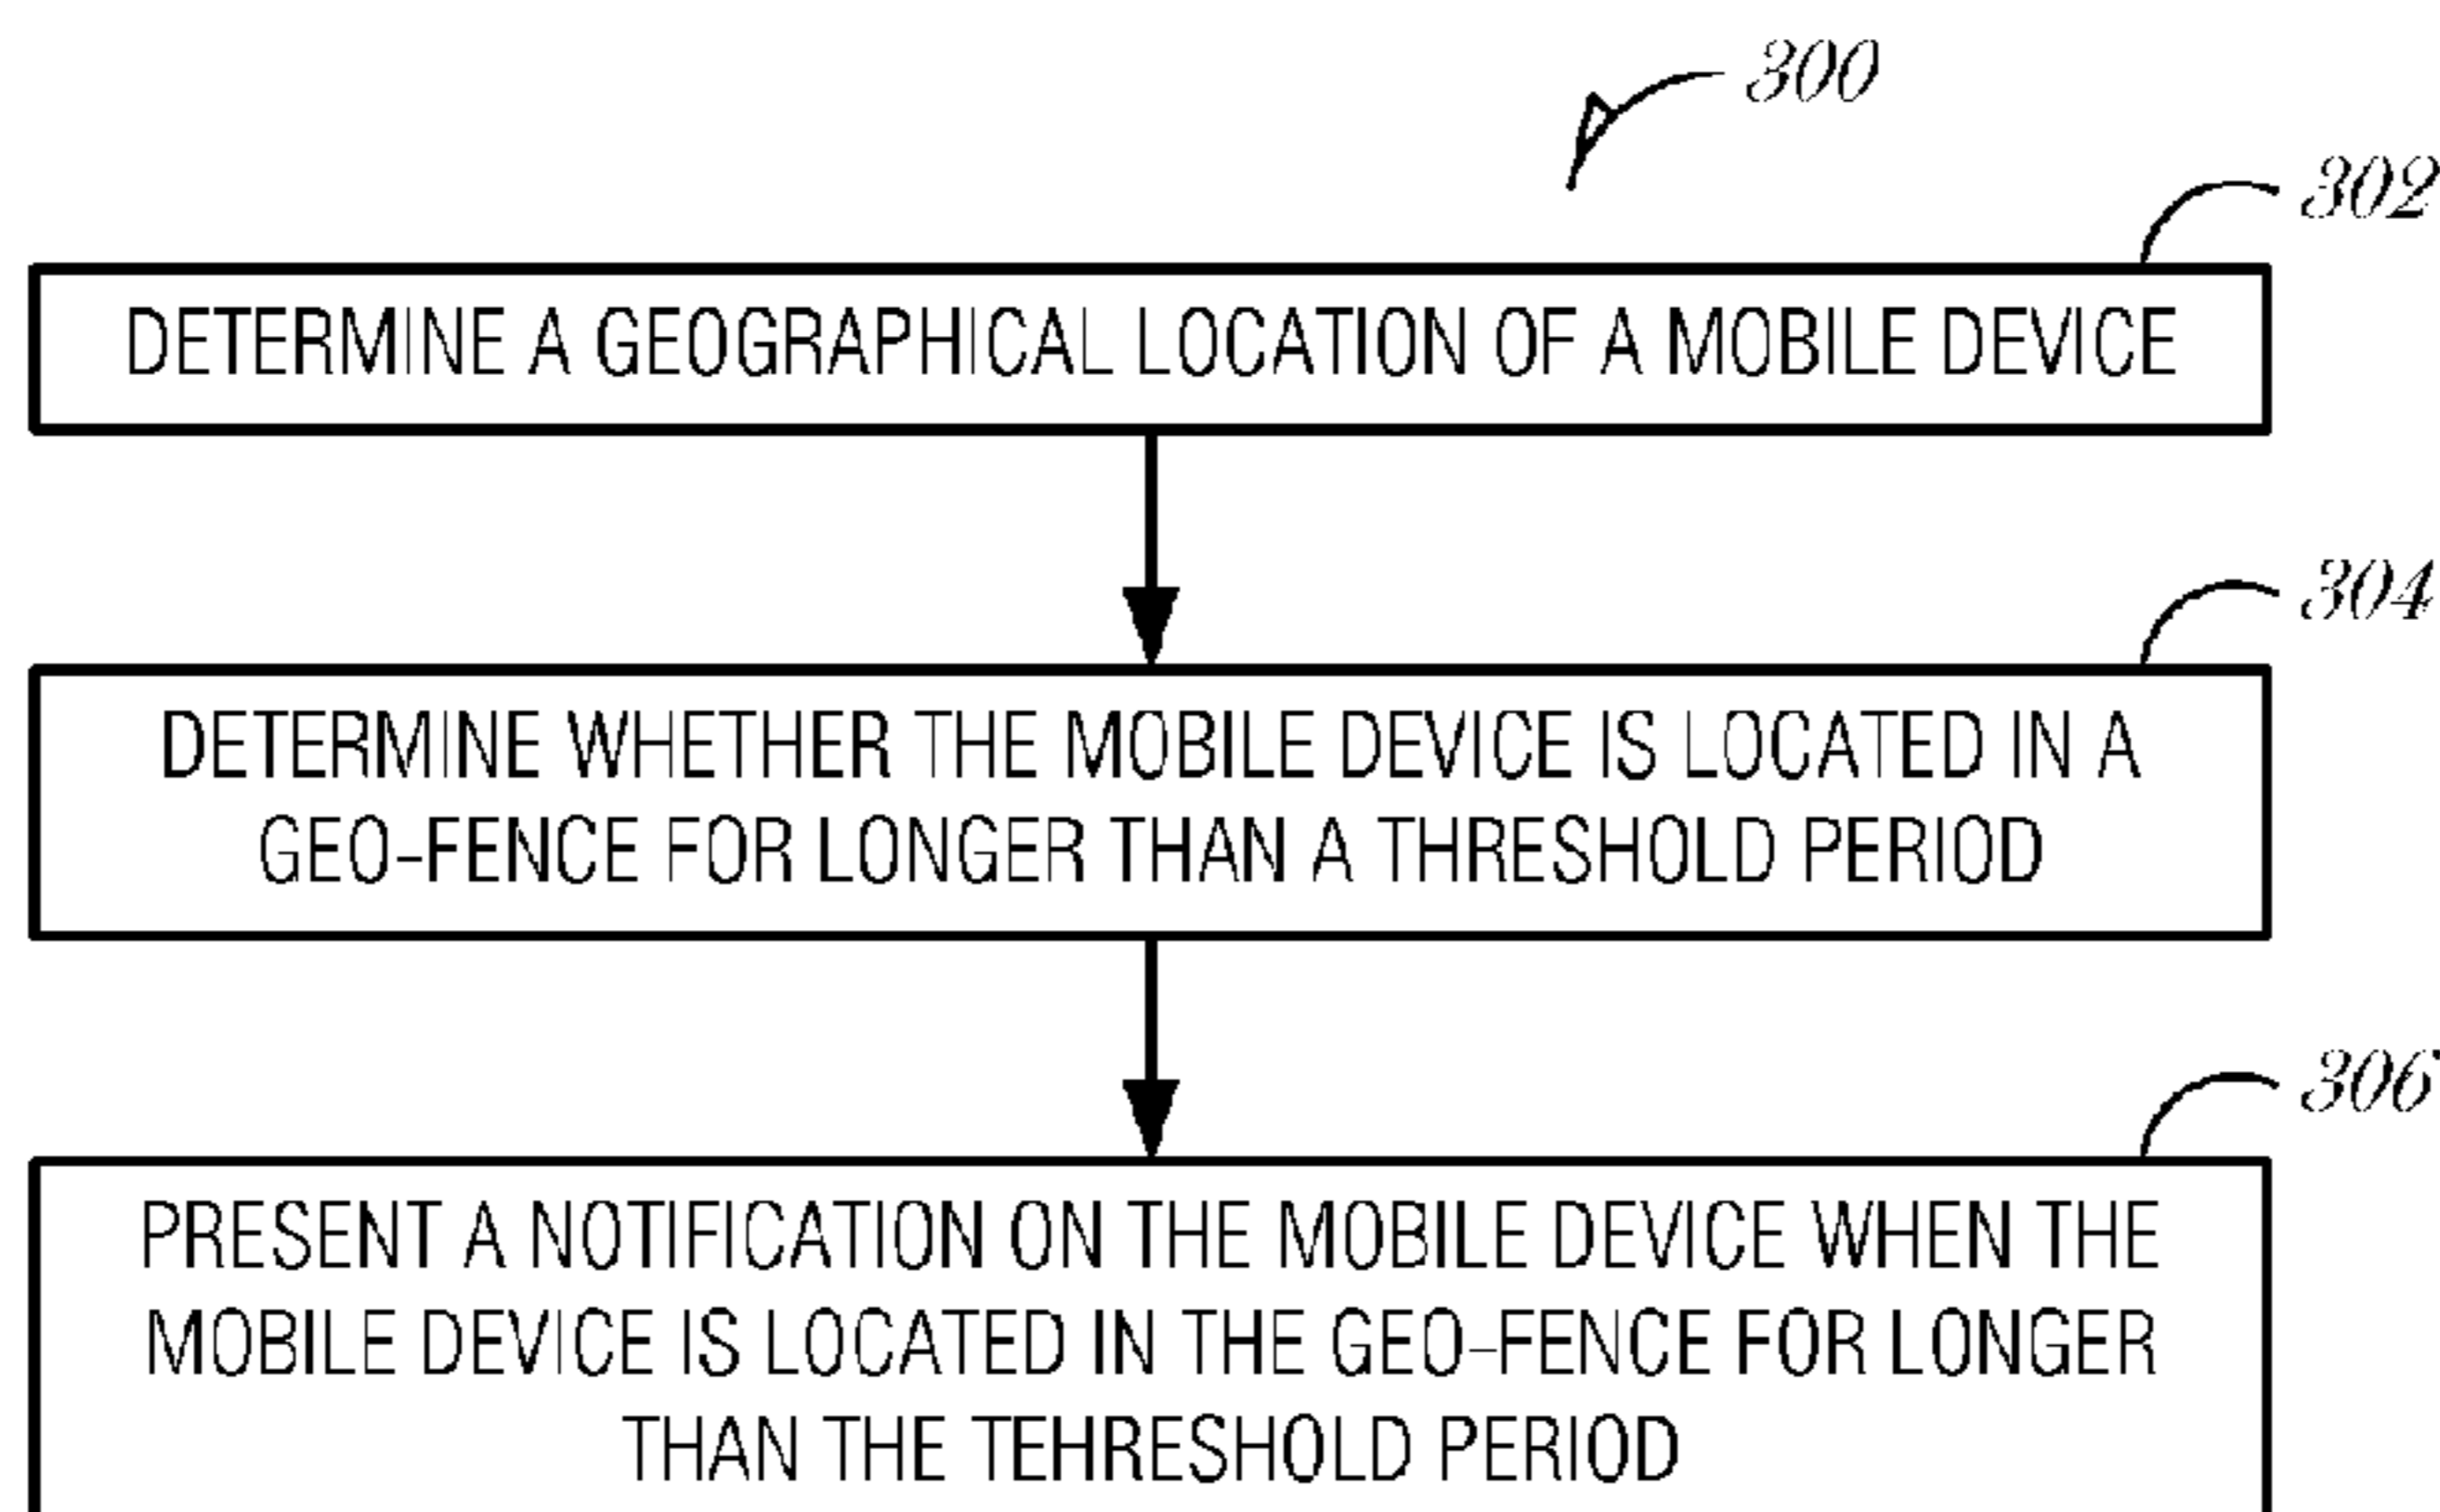 300
302
DETERMINE A GEOGRAPHICAL LOCATION OF A MOBILE DEVICE
304
DETERMINE WHETHER THE MOBILE DEVICE IS LOCATED IN A
GEO-FENCE FOR LONGER THAN A THRESHOLD PERIOD
306
PRESENT A NOTIFICATION ON THE MOBILE DEVICE WHEN THE
MOBILE DEVICE IS LOCATED IN THE GEO-FENCE FOR LONGER
THAN THE TEHRESHOLD PERIOD